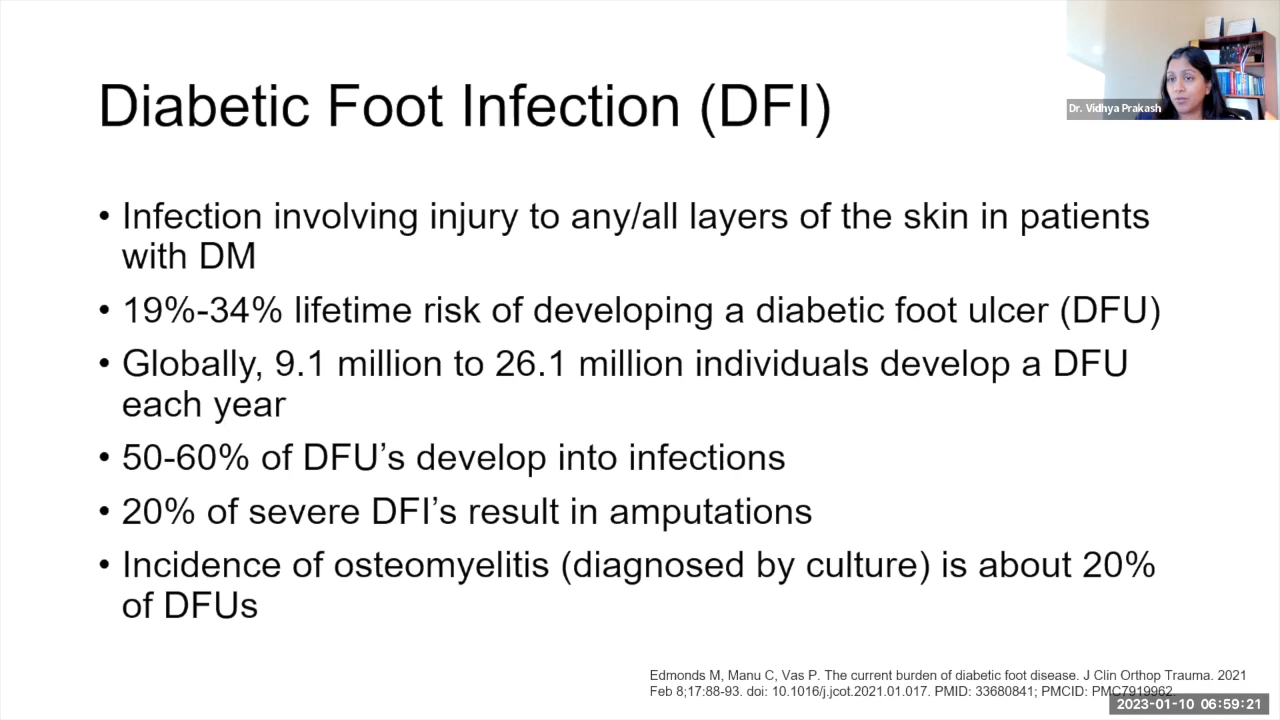 Diabetic Foot Infection (DFI)
Dr. Vidhya Prakash
• Infection involving injury to any/all layers of the skin in patients
with DM
• 19%-34% lifetime risk of developing a diabetic foot ulcer (DFU)
• Globally, 9.1 million to 26.1 million individuals develop a DFU
each year
• 50-60% of DFU’s develop into infections
• 20% of severe DFI’s result in amputations
• Incidence of osteomyelitis (diagnosed by culture) is about 20%
of DFUs
Edmonds M, Manu C, Vas P. The current burden of diabetic foot disease. J Clin Orthop Trauma. 2021
Feb 8;17:88-93. doi: 10.1016/j.jcot.2021.01.017. PMID: 33680841; PMCID: PMC7919962.
2023-01-10 06:59:21